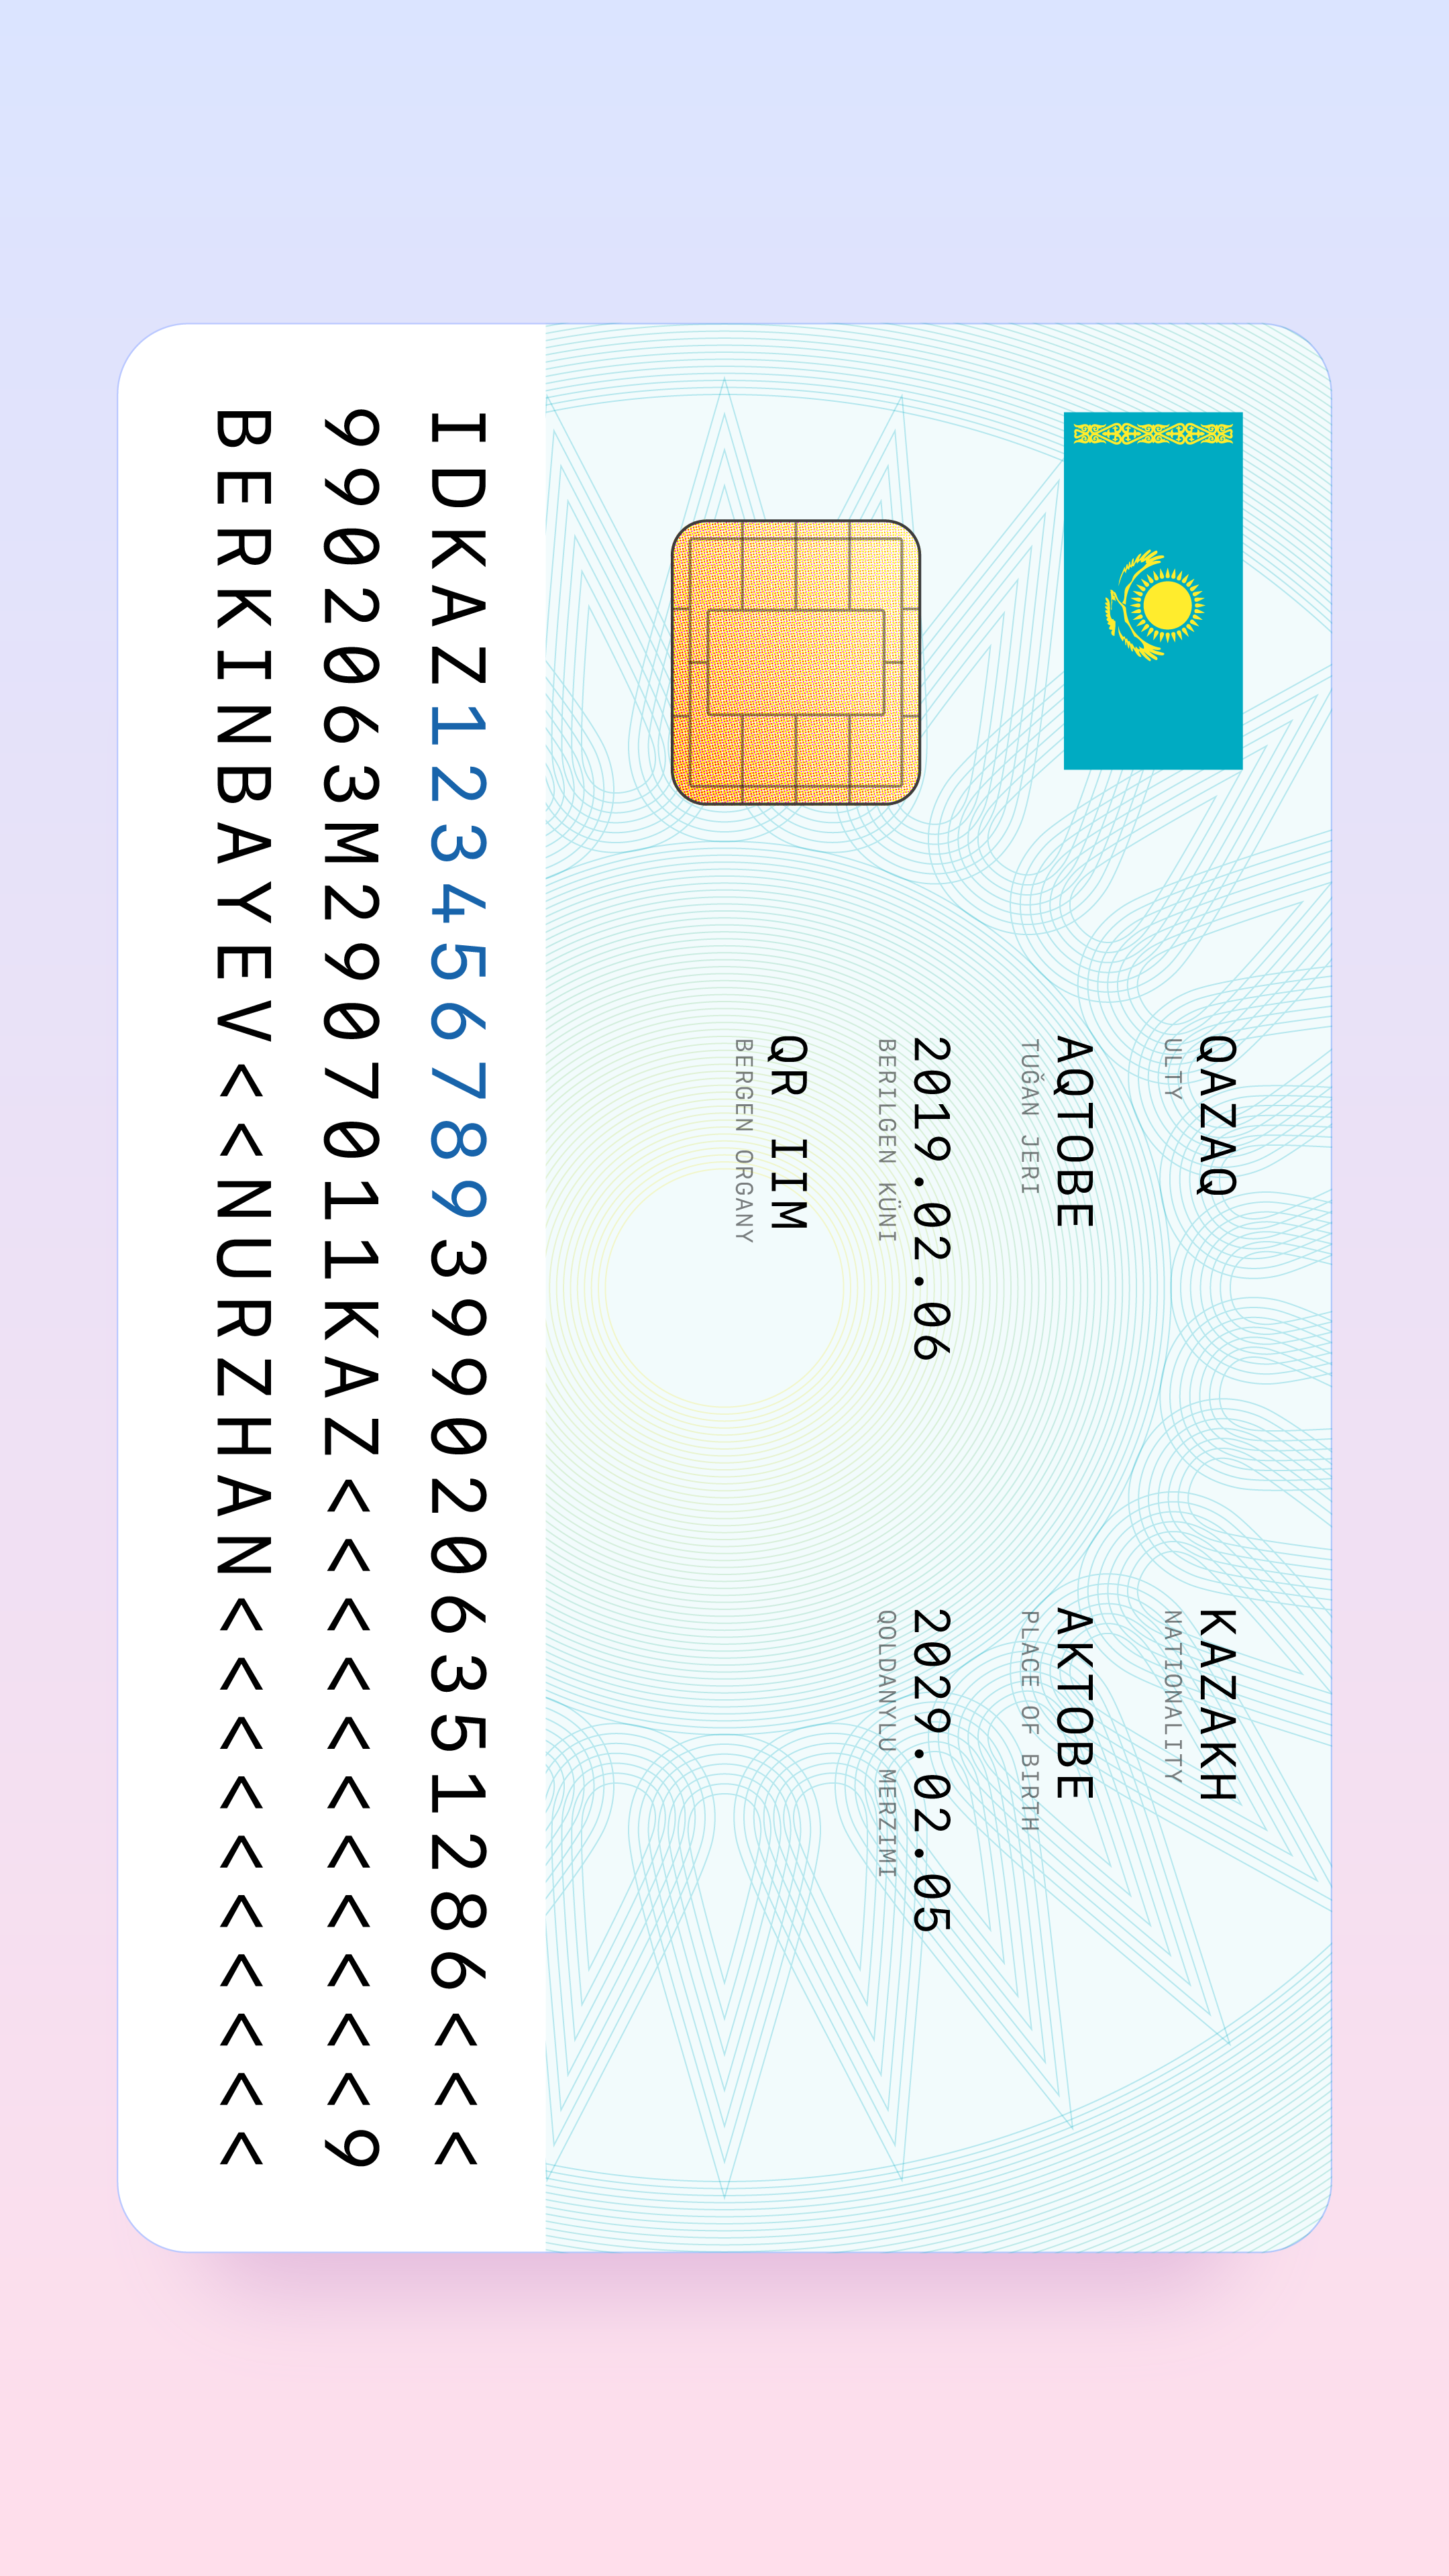 QAZAQ KAZAKH
ULTY NATIONALITY
AQTOBE AKTOBE
TUĞAN JERI PLACE OF BIRTH
2019.02.06 2029.02.05
BERILGEN KÜNI QOLDANYLU MERZIMI
QR IIM
BERGEN ORGANY
IDKAZ1234567893990206351286<<<
9902063M2907011KAZ<<<<<<<<<<<9
BERKINBAYEV<<NURZHAN<<<<<<<<<<